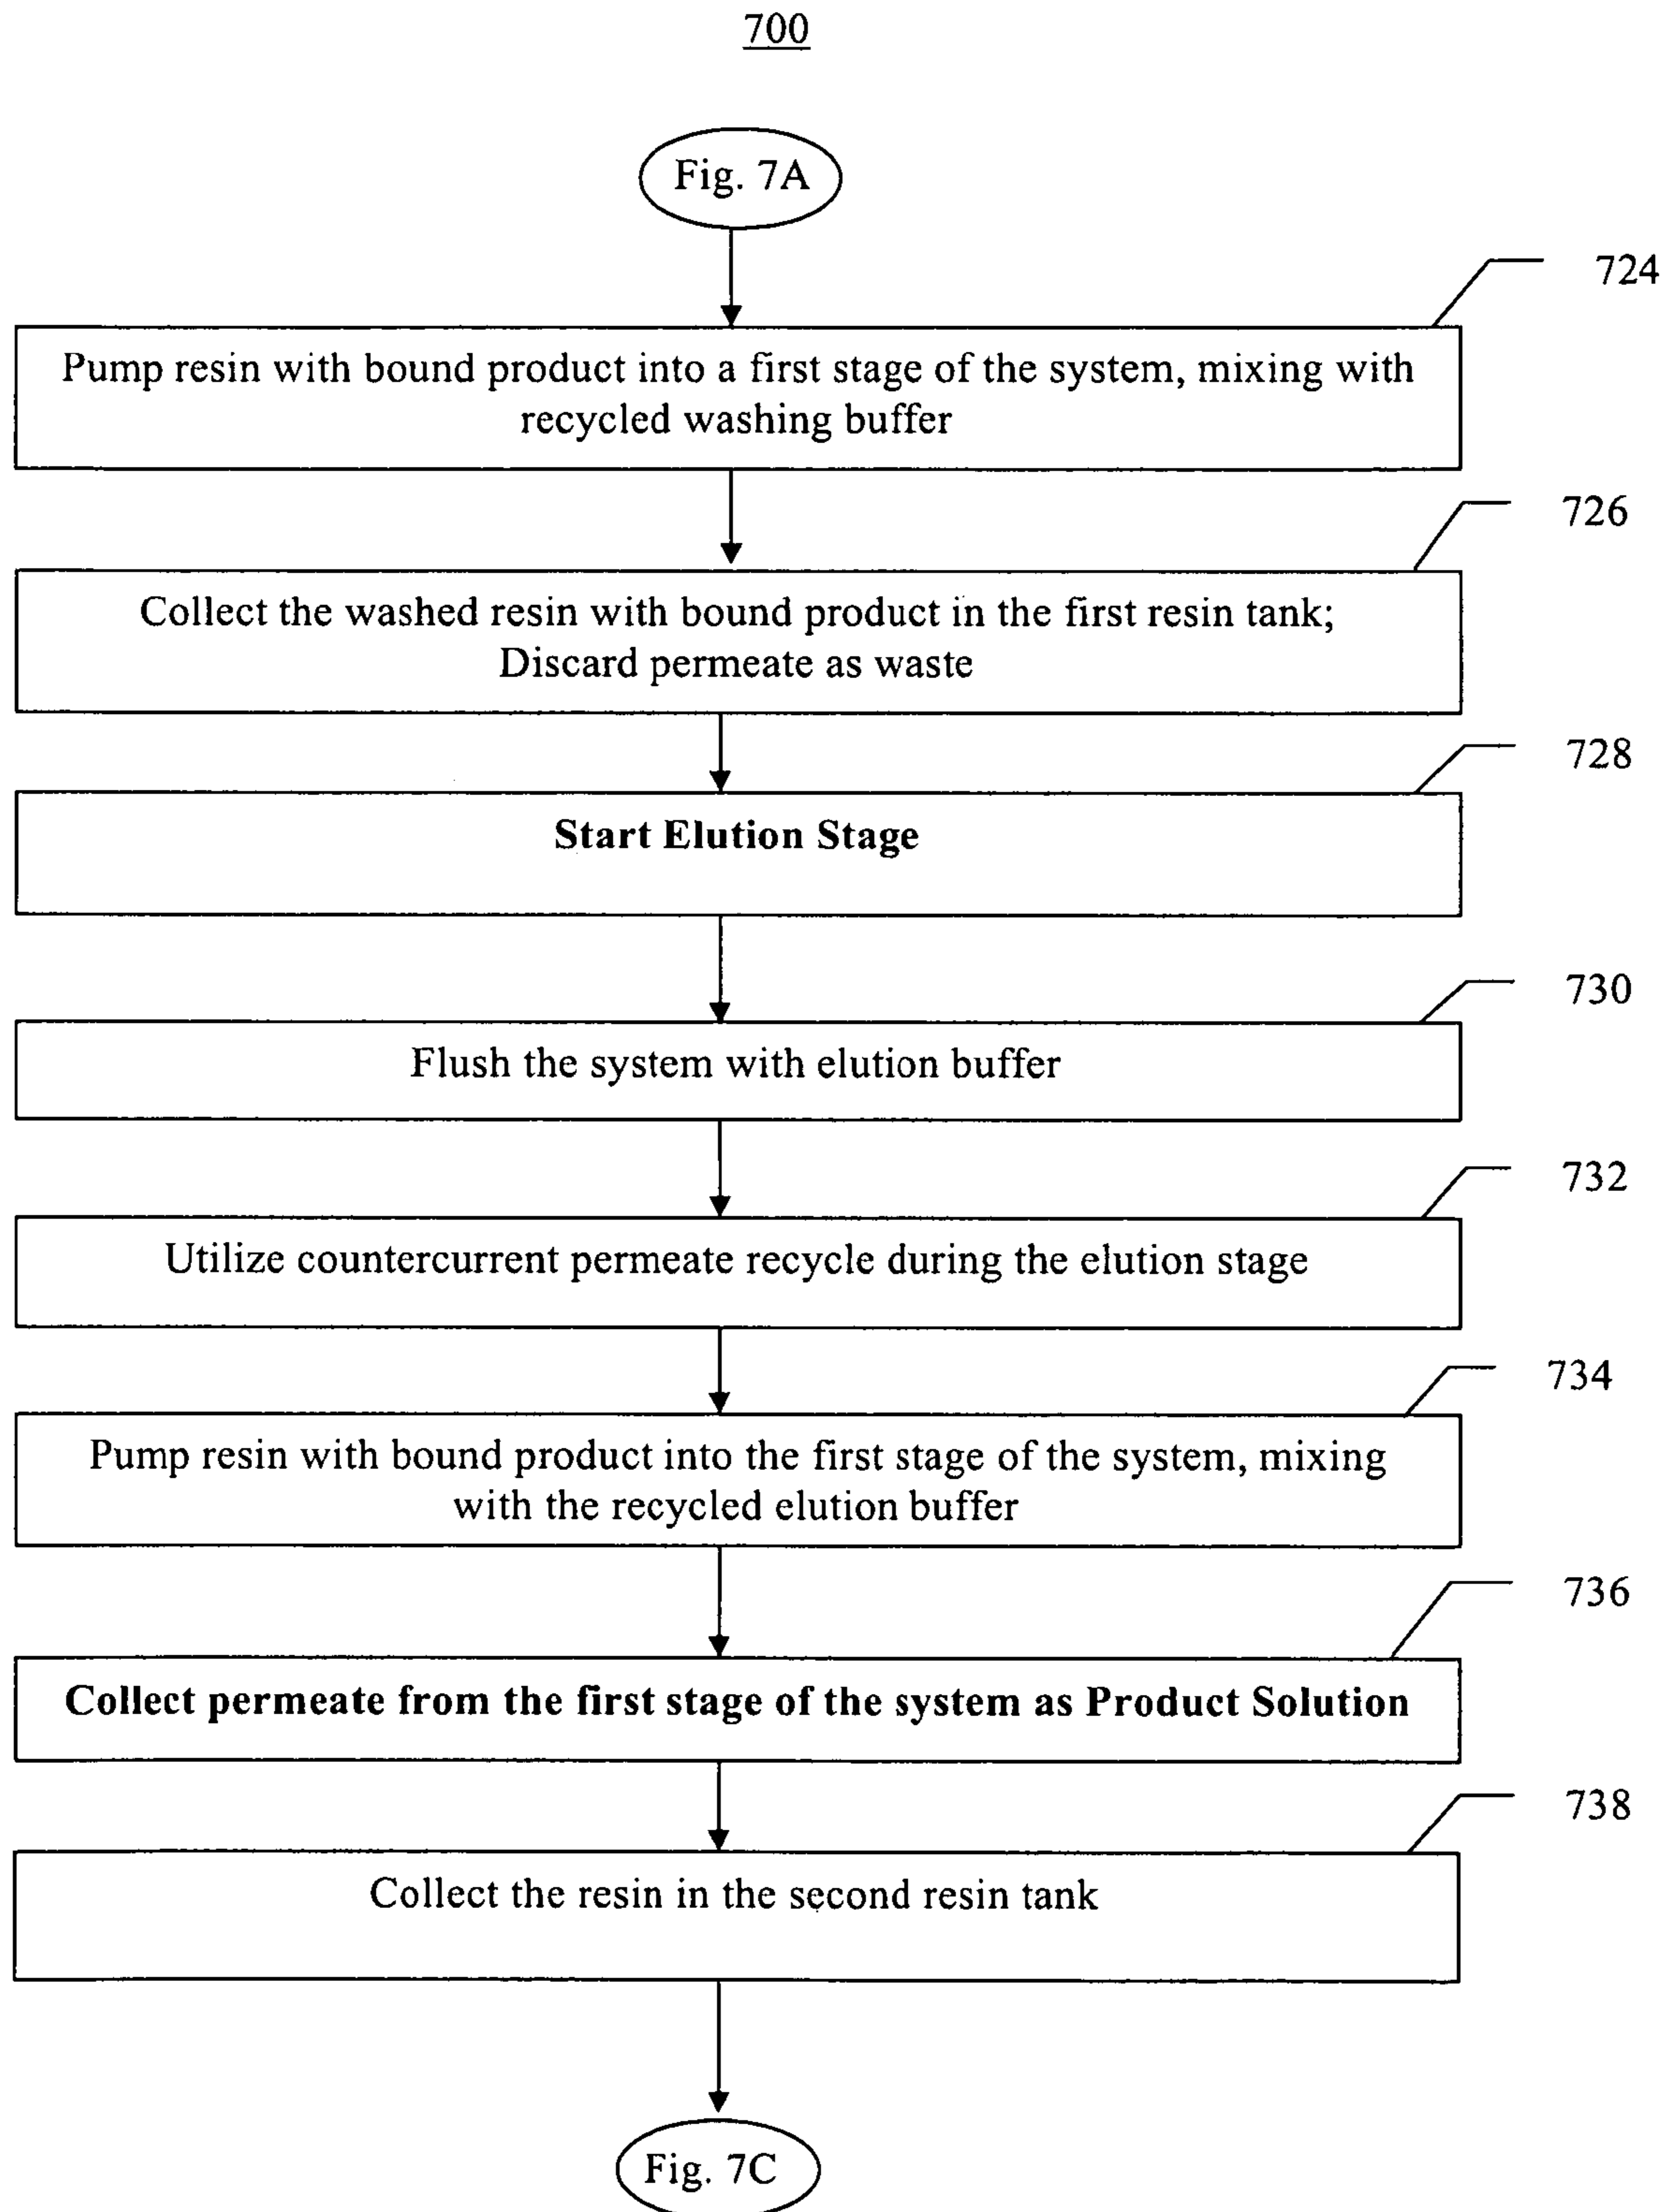 700
Fig. 7A
724
Pump resin with bound product into a first stage of the system, mixing with
recycled washing buffer
726
Collect the washed resin with bound product in the first resin tank;
Discard permeate as waste
728
Start Elution Stage
730
Flush the system with elution buffer
732
Utilize countercurrent permeate recycle during the elution stage
734
Pump resin with bound product into the first stage of the system, mixing
with the recycled elution buffer
736
Collect permeate from the first stage of the system as Product Solution
738
Collect the resin in the second resin tank
Fig. 7C